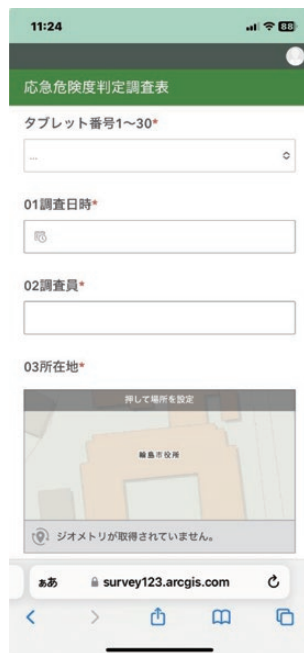 11:24
88
応急危険度判定調査表
タブレット番号1～30*
...
01調査日時*
02調査員*
03所在地*
押して場所を設定
輪島市役所
ジオメトリが取得されていません。
ああ survey123.arcgis.com